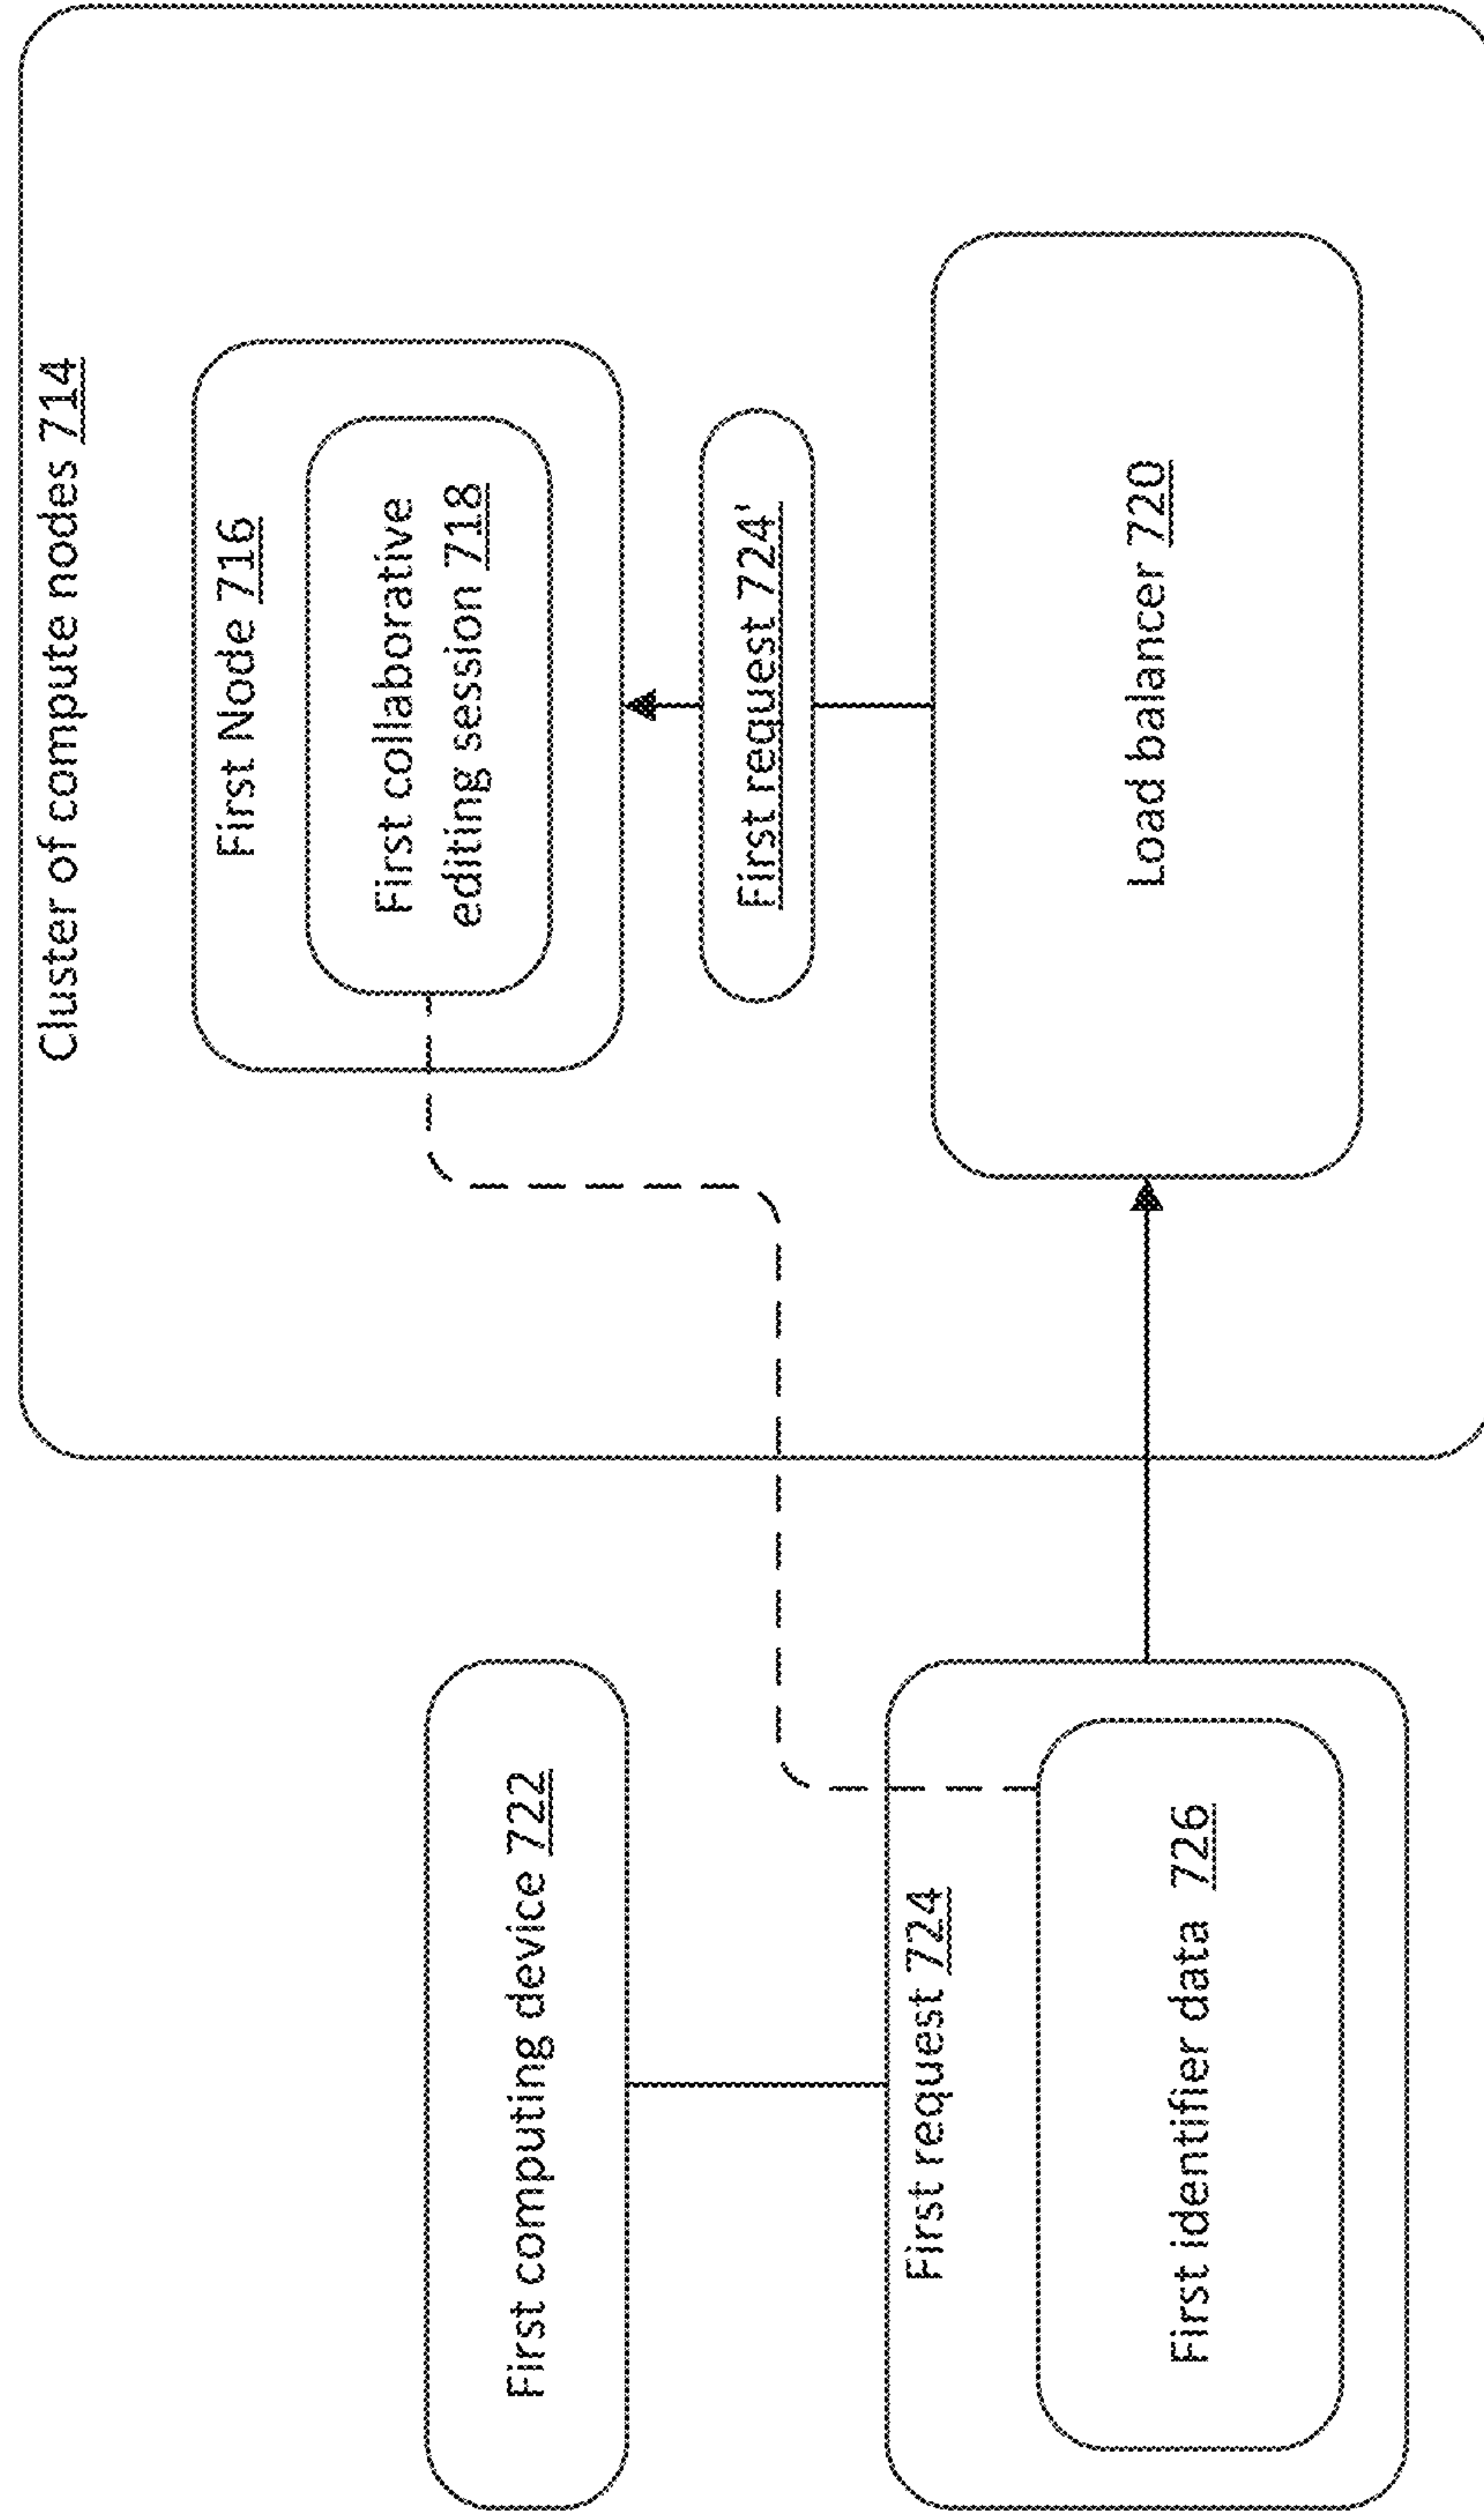 Cluster of compute nodes 714
First Node 716
First collaborative
editing session 718
First request 724'
Load balancer 720
First computing device 722
First request 724
First identifier data 726